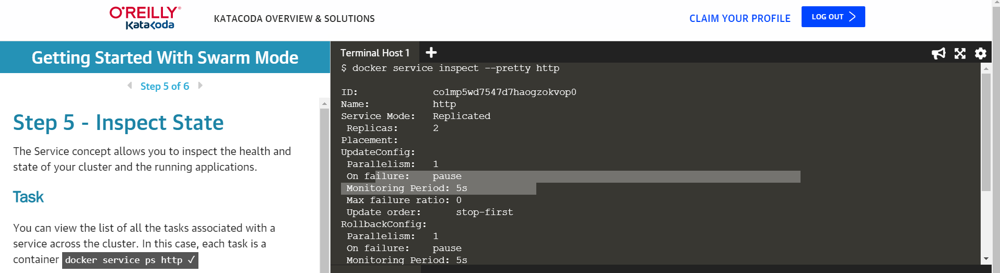 O'REILLY®
Katacoda
KATACODA OVERVIEW & SOLUTIONS
CLAIM YOUR PROFILE
LOG OUT
Getting Started With Swarm Mode
Step 5 of 6
Step 5 - Inspect State
The Service concept allows you to inspect the health and
state of your cluster and the running applications.
Task
You can view the list of all the tasks associated with a
service across the cluster. In this case, each task is a
container docker service ps http ✓
Terminal Host 1
$ docker service inspect --pretty http
ID: co1mp5wd7547d7haogzokvop0
Name: http
Service Mode: Replicated
Replicas: 2
Placement:
UpdateConfig:
Parallelism: 1
On failure: pause
Monitoring Period: 5s
Max failure ratio: 0
Update order: stop-first
RollbackConfig:
Parallelism: 1
On failure: pause
Monitoring Period: 5s